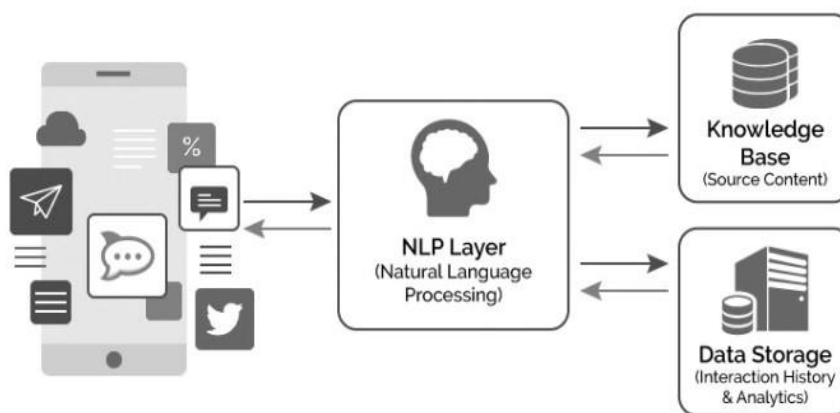 %
NLP Layer
(Natural Language
Processing)
Knowledge
Base
(Source Content)
Data Storage
(Interaction History
& Analytics)